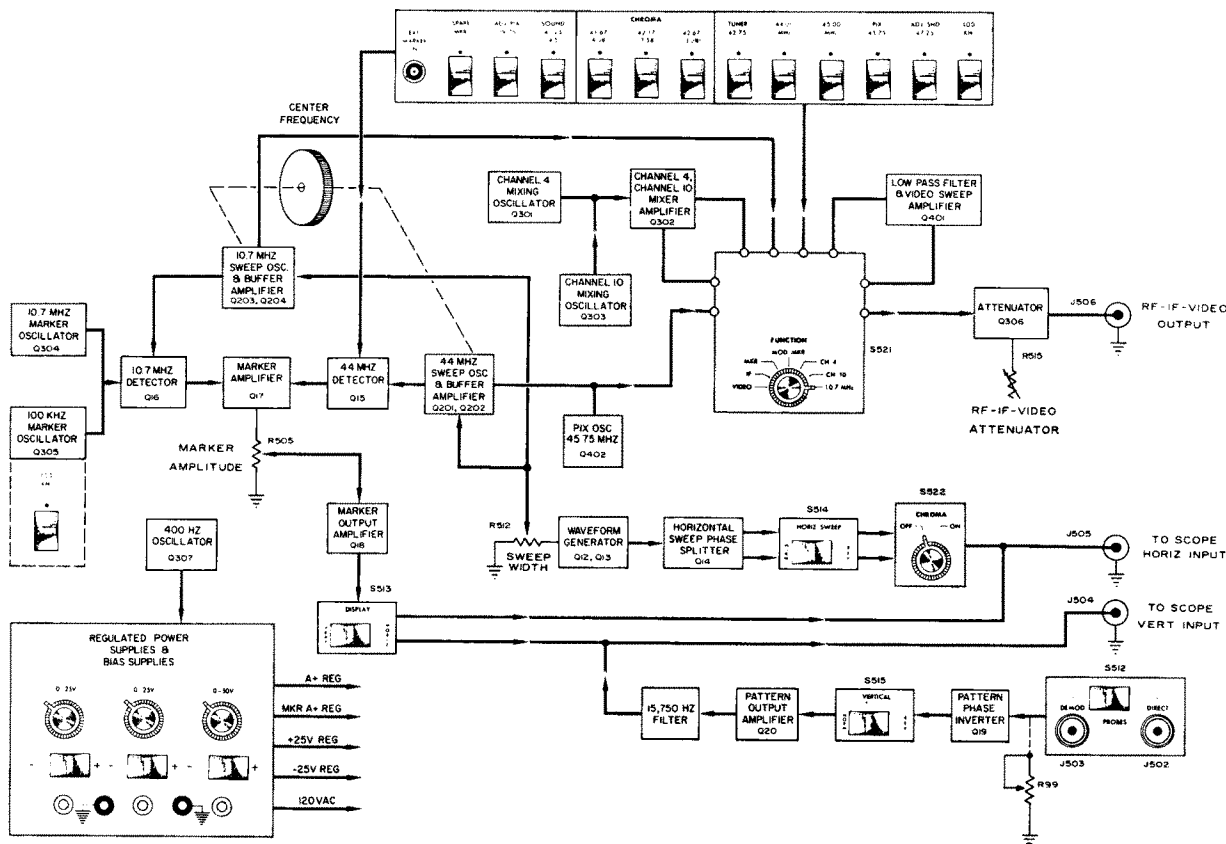 CHROMA
EXT
MARKER
IN
SPARE
MKR
ADJ PIX
SOUND
41.67
42.17
42.67
TUNER
42.75
45.00
MHz
PIX
45.75
ADJ SND
47.25
CENTER
FREQUENCY
CHANNEL 4
MIXING
OSCILLATOR
Q301
CHANNEL 4,
CHANNEL 10
MIXER
AMPLIFIER
Q302
LOW PASS FILTER
& VIDEO SWEEP
AMPLIFIER
Q401
10.7 MHZ
SWEEP OSC.
& BUFFER
AMPLIFIER
Q203, Q204
CHANNEL 10
MIXING
OSCILLATOR
Q303
10.7 MHZ
MARKER
OSCILLATOR
Q304
ATTENUATOR
Q306
J506
RF-IF-VIDEO
OUTPUT
S521
R515
RF-IF-VIDEO
ATTENUATOR
FUNCTION
MOD MKR
MKR
CH 4
IF
CH 10
VIDEO
10.7 MHz
10.7 MHZ
DETECTOR
Q16
MARKER
AMPLIFIER
Q17
44 MHZ
DETECTOR
Q15
44 MHZ
SWEEP OSC
& BUFFER
AMPLIFIER
Q201, Q202
PIX OSC
45.75 MHZ
Q402
100 KHZ
MARKER
OSCILLATOR
Q305
R505
MARKER
AMPLITUDE
400 HZ
OSCILLATOR
Q307
MARKER
OUTPUT
AMPLIFIER
Q18
R512
SWEEP
WIDTH
WAVEFORM
GENERATOR
Q12, Q13
HORIZONTAL
SWEEP PHASE
SPLITTER
Q14
S514
HORIZ SWEEP
S522
CHROMA
OFF
ON
J505
TO SCOPE
HORIZ INPUT
J504
TO SCOPE
VERT INPUT
S513
DISPLAY
REGULATED POWER
SUPPLIES &
BIAS SUPPLIES
0-25V
0-25V
0-50V
- + - + - +
A+ REG
MKR A+ REG
+25V REG
-25V REG
120VAC
15,750 HZ
FILTER
PATTERN
OUTPUT
AMPLIFIER
Q20
S515
VERTICAL
PATTERN
PHASE
INVERTER
Q19
S512
DEMOD
PROBES
DIRECT
J503
J502
R99